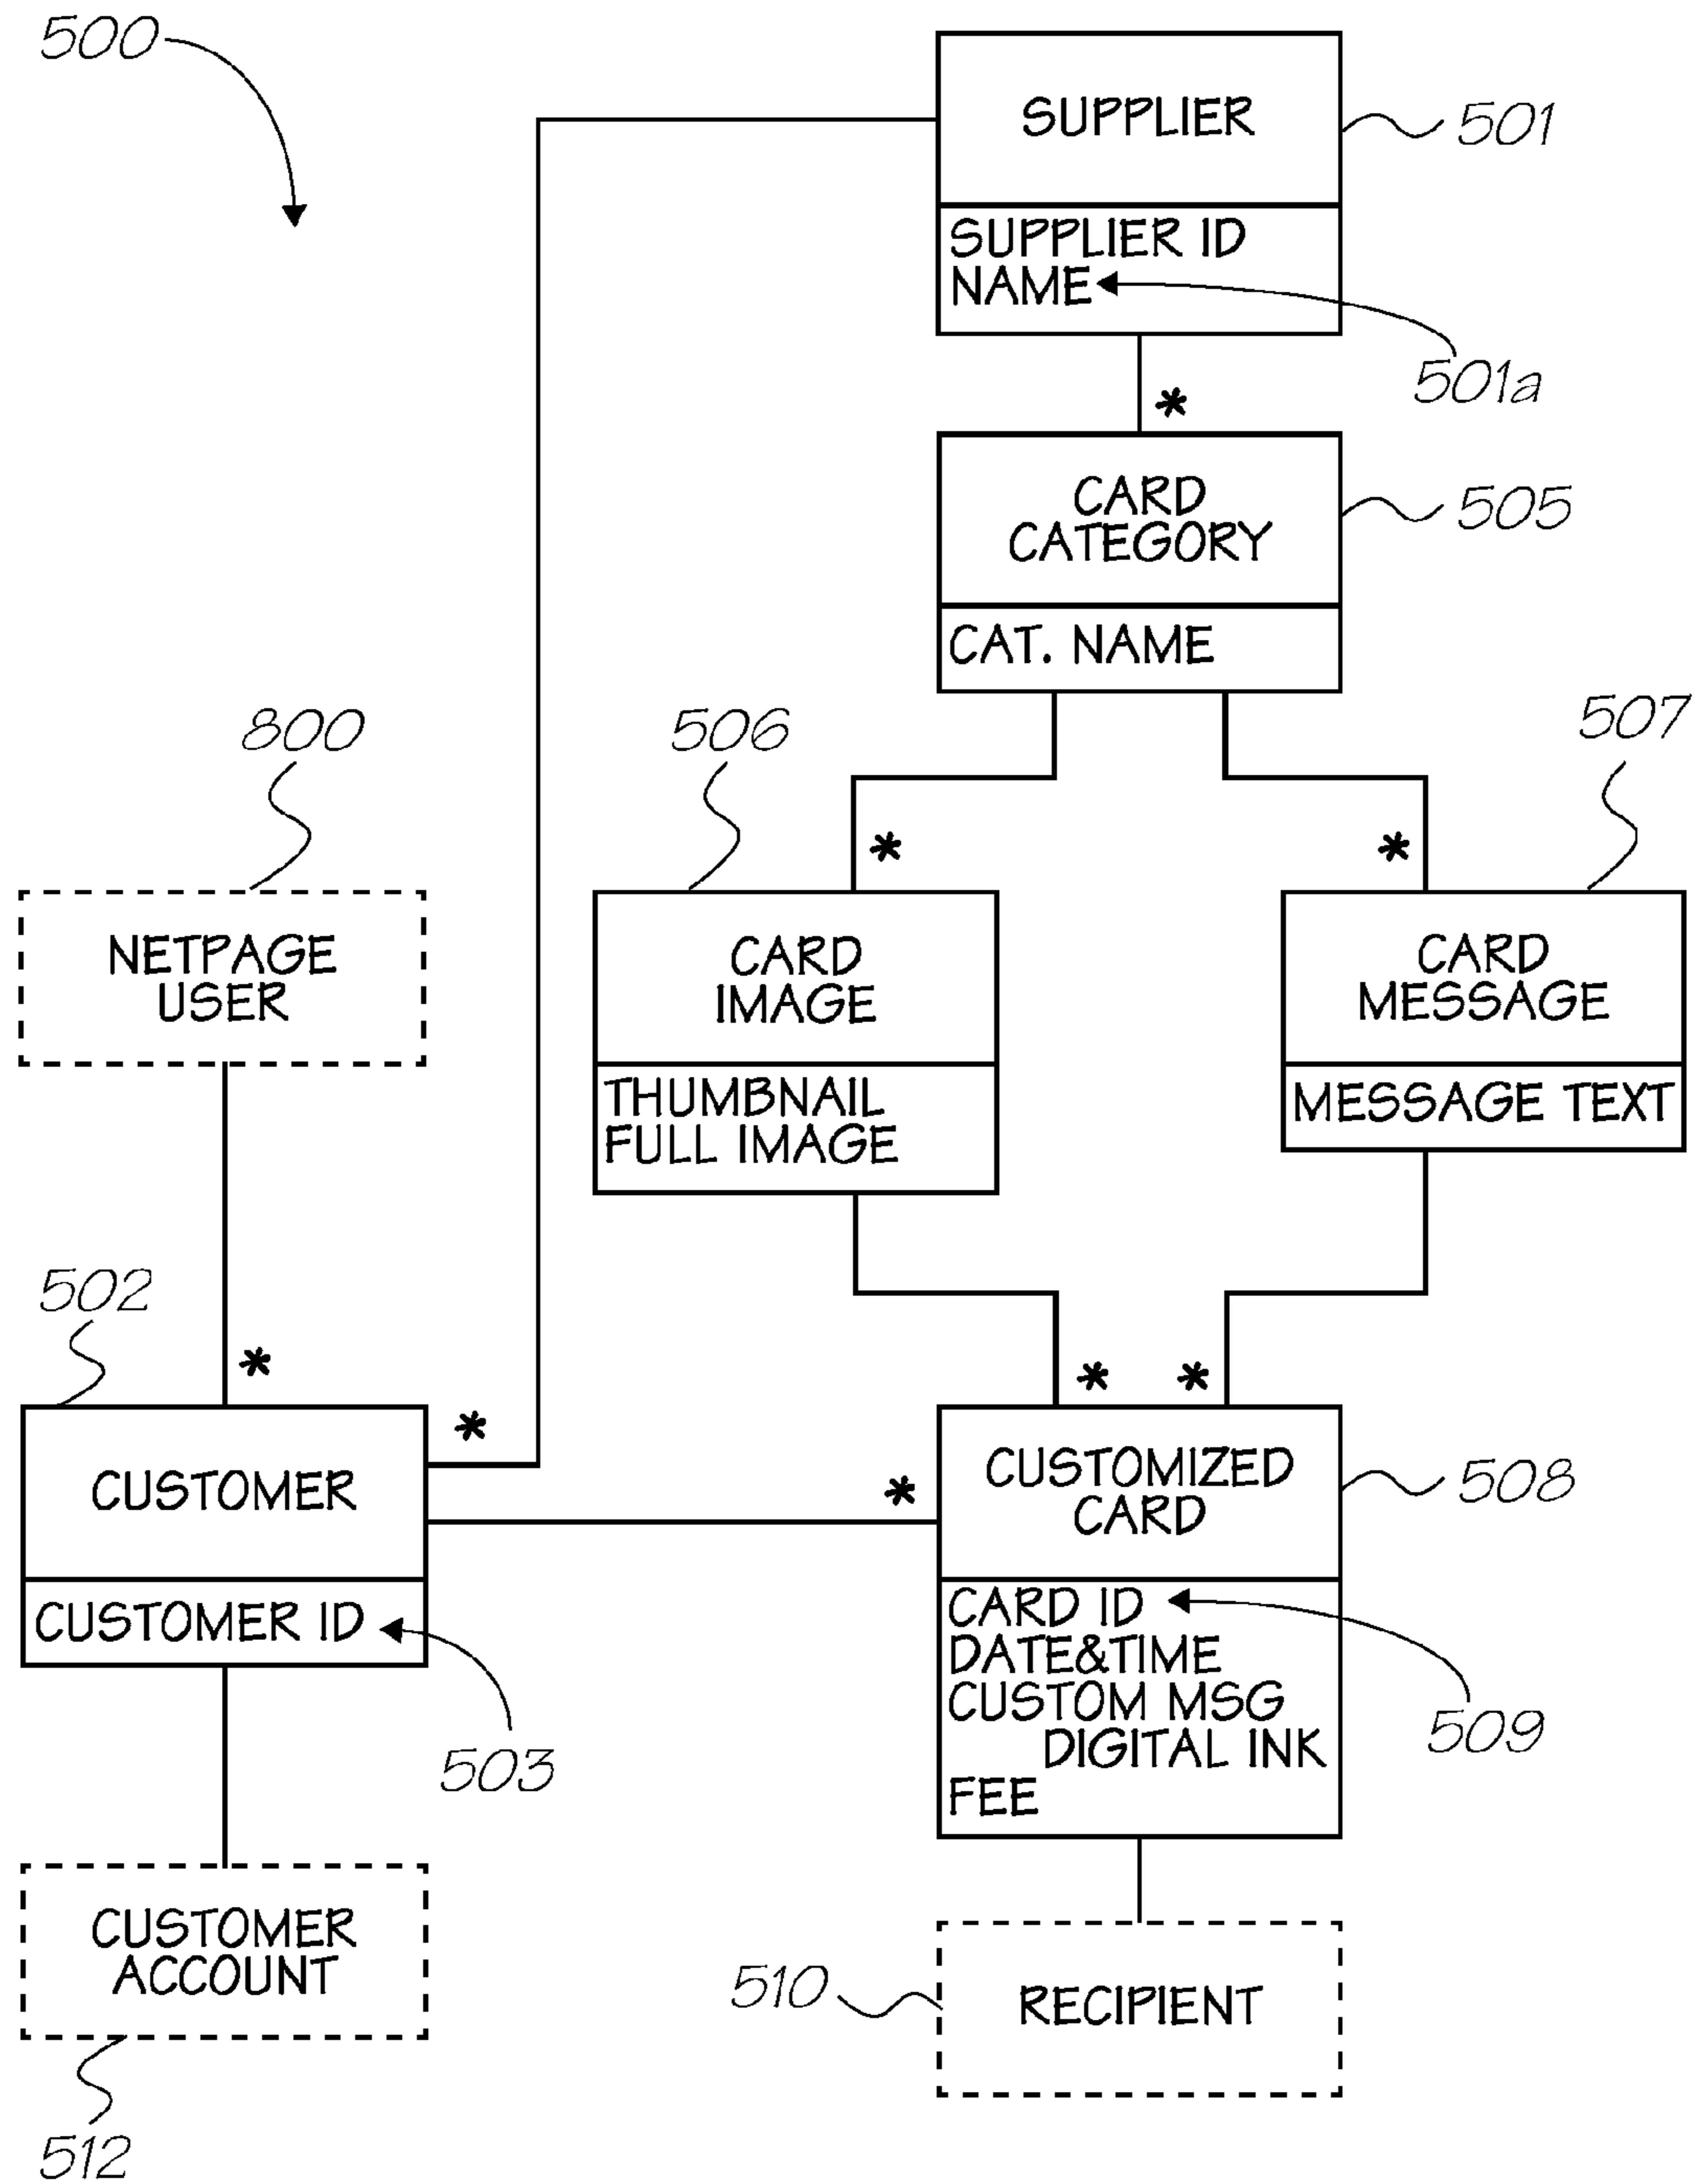 500
SUPPLIER
501
SUPPLIER ID
NAME
501a
*
CARD
CATEGORY
505
CAT. NAME
800
506
507
*
*
NETPAGE
USER
CARD
IMAGE
CARD
MESSAGE
THUMBNAIL
FULL IMAGE
MESSAGE TEXT
502
*
*
*
*
*
CUSTOMER
CUSTOMIZED
CARD
508
CUSTOMER ID
503
CARD ID
DATE&TIME
CUSTOM MSG
DIGITAL INK
FEE
509
CUSTOMER
ACCOUNT
512
510
RECIPIENT